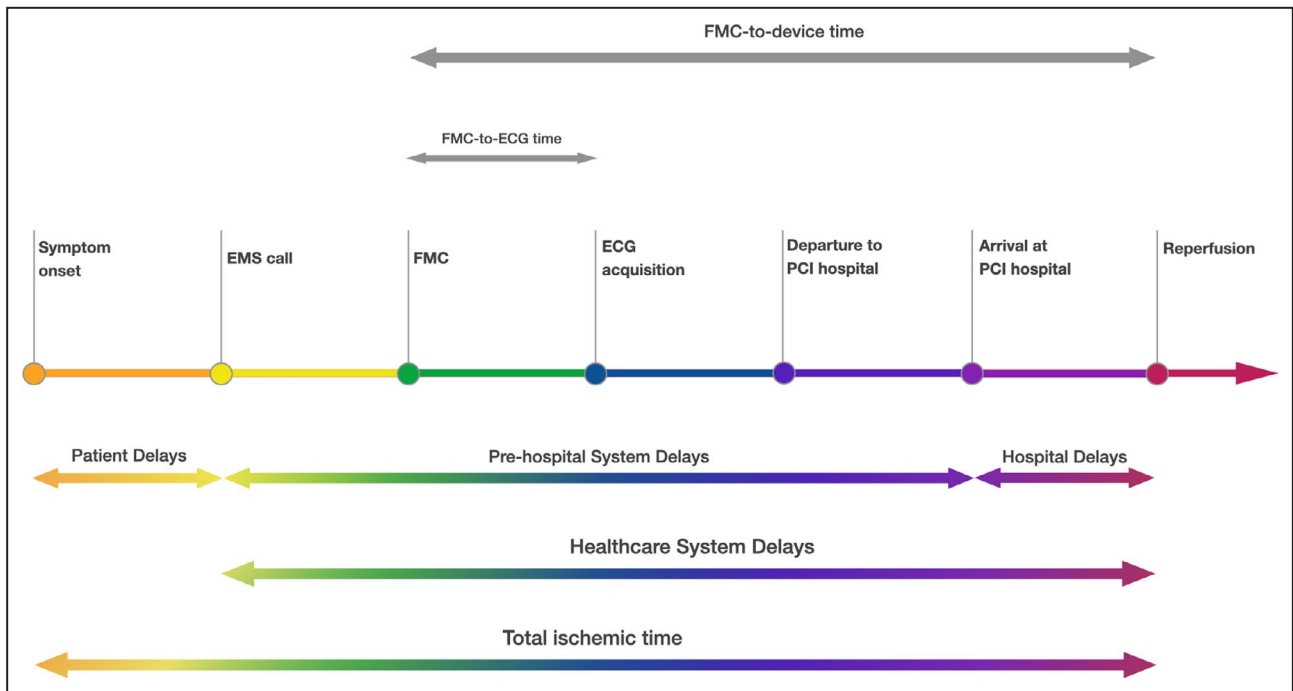 FMC-to-device time
FMC-to-ECG time
Symptom
onset
EMS call
FMC
ECG
acquisition
Departure to
PCI hospital
Arrival at
PCI hospital
Reperfusion
Patient Delays
Pre-hospital System Delays
Hospital Delays
Healthcare System Delays
Total ischemic time